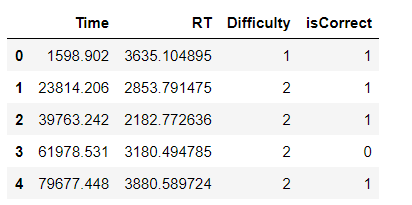 Time RT Difficulty isCorrect
0 1598.902 3635.104895 1 1
1 23814.206 2853.791475 2 1
2 39763.242 2182.772636 2 1
3 61978.531 3180.494785 2 0
4 79677.448 3880.589724 2 1